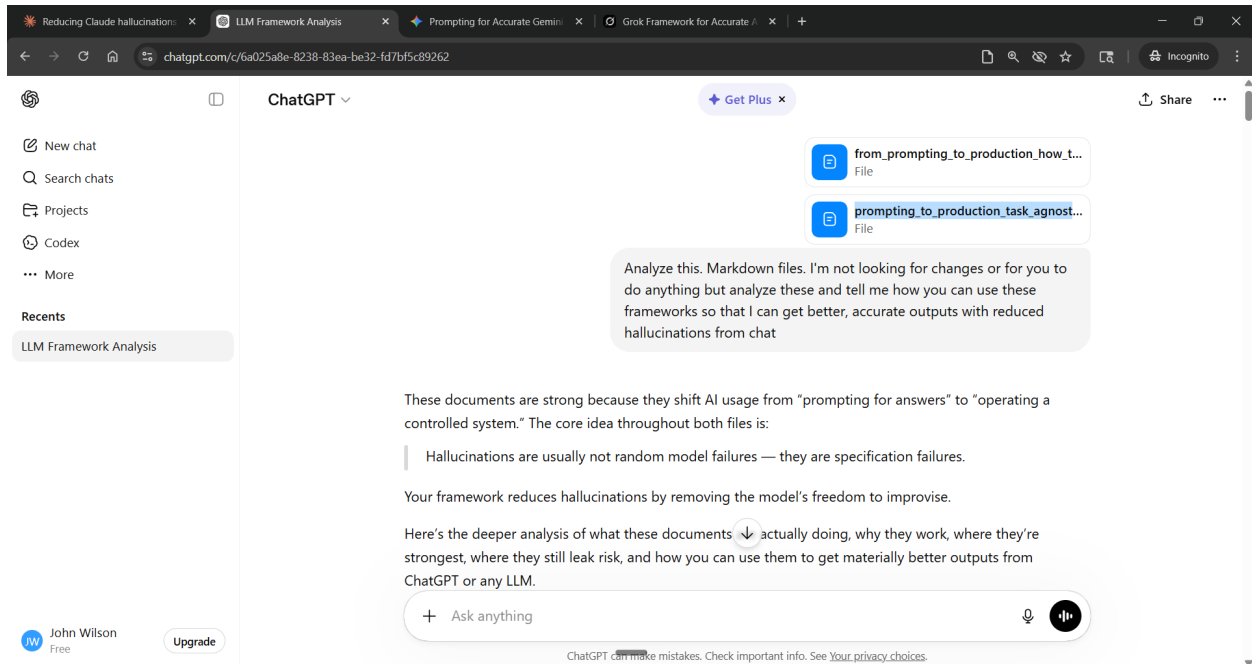 Reducing Claude hallucinations
LLM Framework Analysis
Prompting for Accurate Gemini
Grok Framework for Accurate A
chatgpt.com/c/6a025a8e-8238-83ea-be32-fd7bf5c89262
Incognito
ChatGPT
Get Plus
Share
New chat
Search chats
Projects
Codex
More
Recents
LLM Framework Analysis
from_prompting_to_production_how_t...
File
prompting_to_production_task_agnost...
File
Analyze this. Markdown files. I'm not looking for changes or for you to
do anything but analyze these and tell me how you can use these
frameworks so that I can get better, accurate outputs with reduced
hallucinations from chat
These documents are strong because they shift AI usage from “prompting for answers” to “operating a
controlled system.” The core idea throughout both files is:
Hallucinations are usually not random model failures — they are specification failures.
Your framework reduces hallucinations by removing the model’s freedom to improvise.
Here’s the deeper analysis of what these documents actually doing, why they work, where they’re
strongest, where they still leak risk, and how you can use them to get materially better outputs from
ChatGPT or any LLM.
Ask anything
JW
John Wilson
Free
Upgrade
ChatGPT can make mistakes. Check important info. See Your privacy choices.